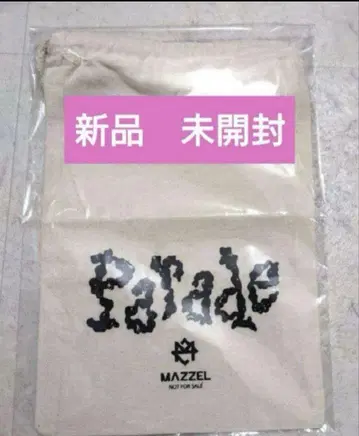 新品　未開封
Parade
MAZZEL
NOT FOR SALE